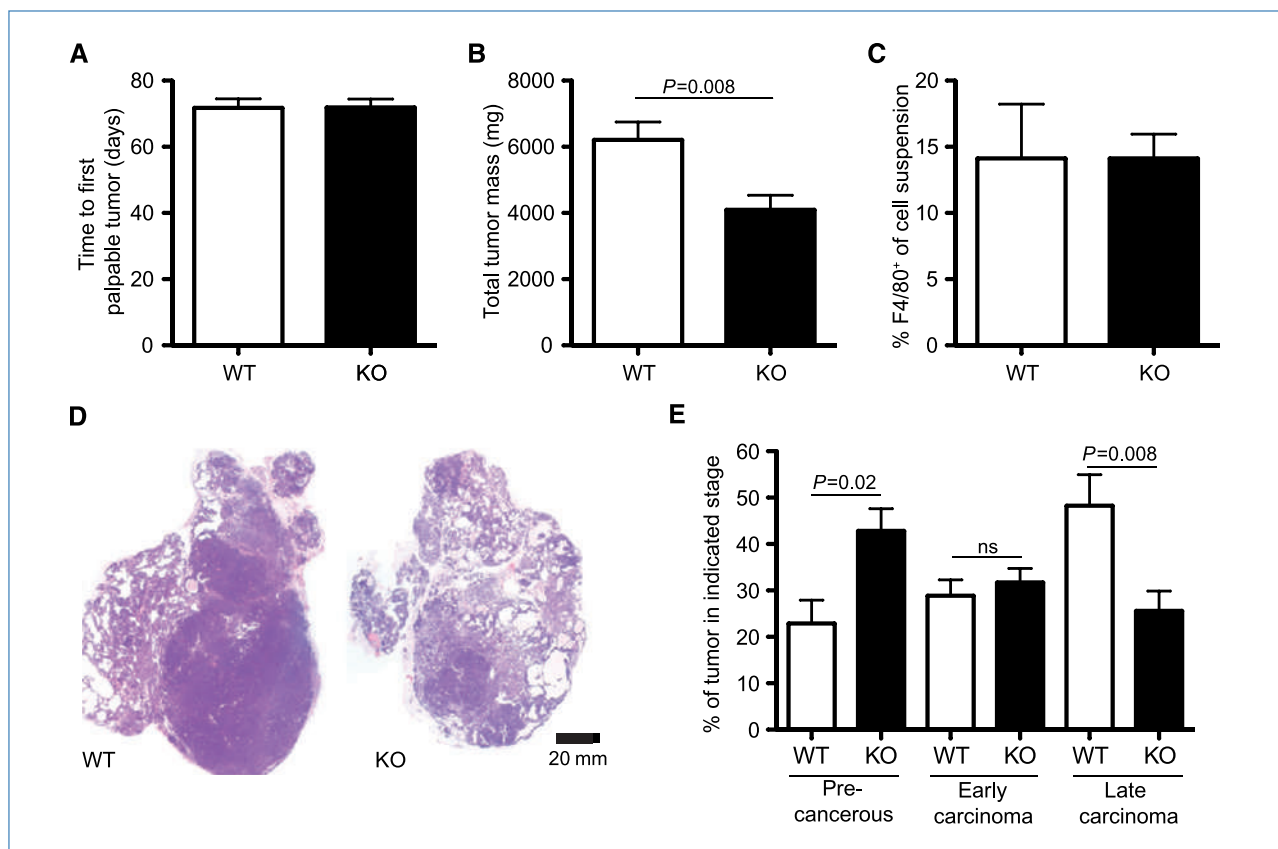 A
Time to first
palpable tumor (days)
80
60
40
20
0
WT
KO
B
Total tumor mass (mg)
8000
6000
4000
2000
0
P=0.008
WT
KO
C
% F4/80⁺ of cell suspension
20
15
10
5
0
WT
KO
D
WT
KO
20 mm
E
% of tumor in indicated stage
60
50
40
30
20
10
0
P=0.02
ns
P=0.008
WT KO WT KO WT KO
Pre-
cancerous
Early
carcinoma
Late
carcinoma